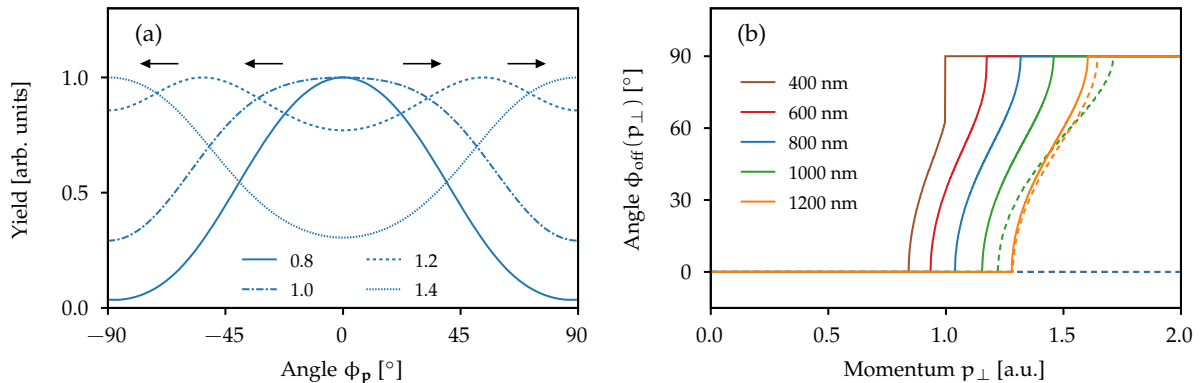 (a)
Yield [arb. units]
1.0
0.5
0.0
0.8
1.0
1.2
1.4
−90
−45
0
45
90
Angle ϕ𝐩 [°]
(b)
Angle ϕoff(p⊥) [°]
90
60
30
0
400 nm
600 nm
800 nm
1000 nm
1200 nm
0.0
0.5
1.0
1.5
2.0
Momentum p⊥ [a.u.]